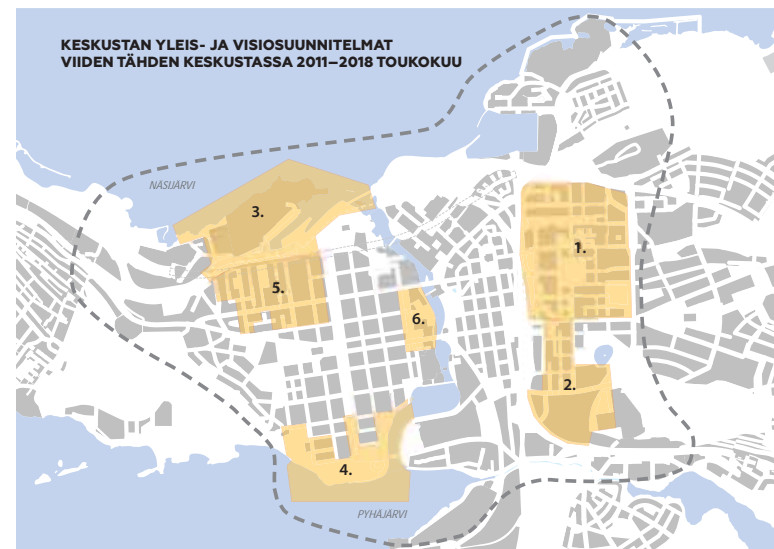 KESKUSTAN YLEIS- JA VISIOSUUNNITELMAT
VIIDEN TÄHDEN KESKUSTASSA 2011–2018 TOUKOKUU
NÄSIJÄRVI
3.
1.
5.
6.
2.
4.
PYHÄJÄRVI